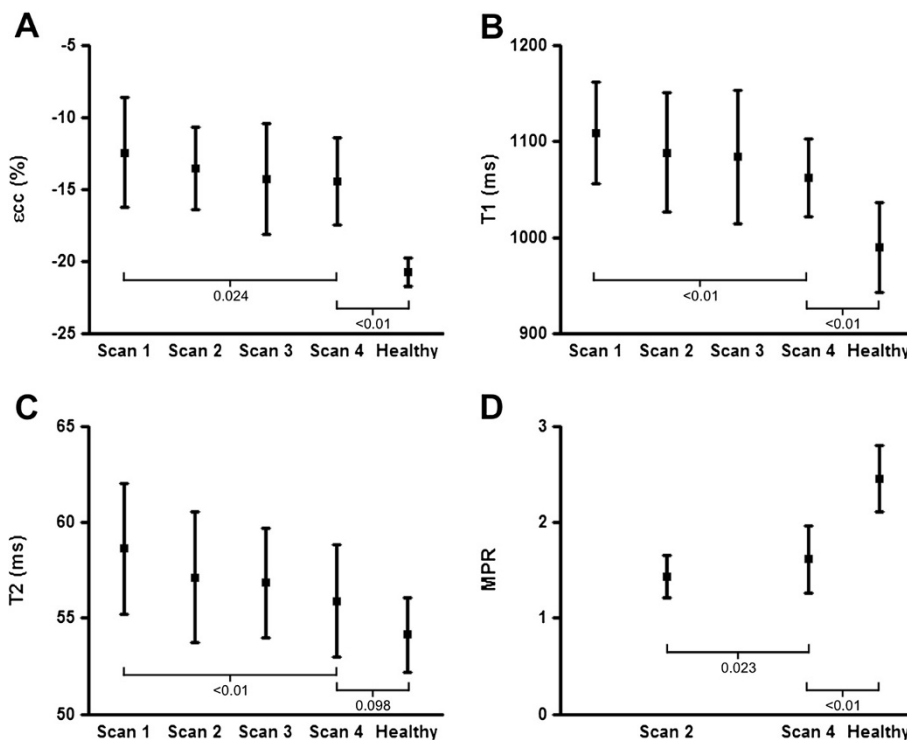 A
εcc (%)
-5
-10
-15
-20
-25
0.024
<0.01
Scan 1 Scan 2 Scan 3 Scan 4 Healthy
B
T1 (ms)
1200
1100
1000
900
<0.01
<0.01
Scan 1 Scan 2 Scan 3 Scan 4 Healthy
C
T2 (ms)
65
60
55
50
<0.01
0.098
Scan 1 Scan 2 Scan 3 Scan 4 Healthy
D
MPR
3
2
1
0
0.023
<0.01
Scan 2 Scan 4 Healthy